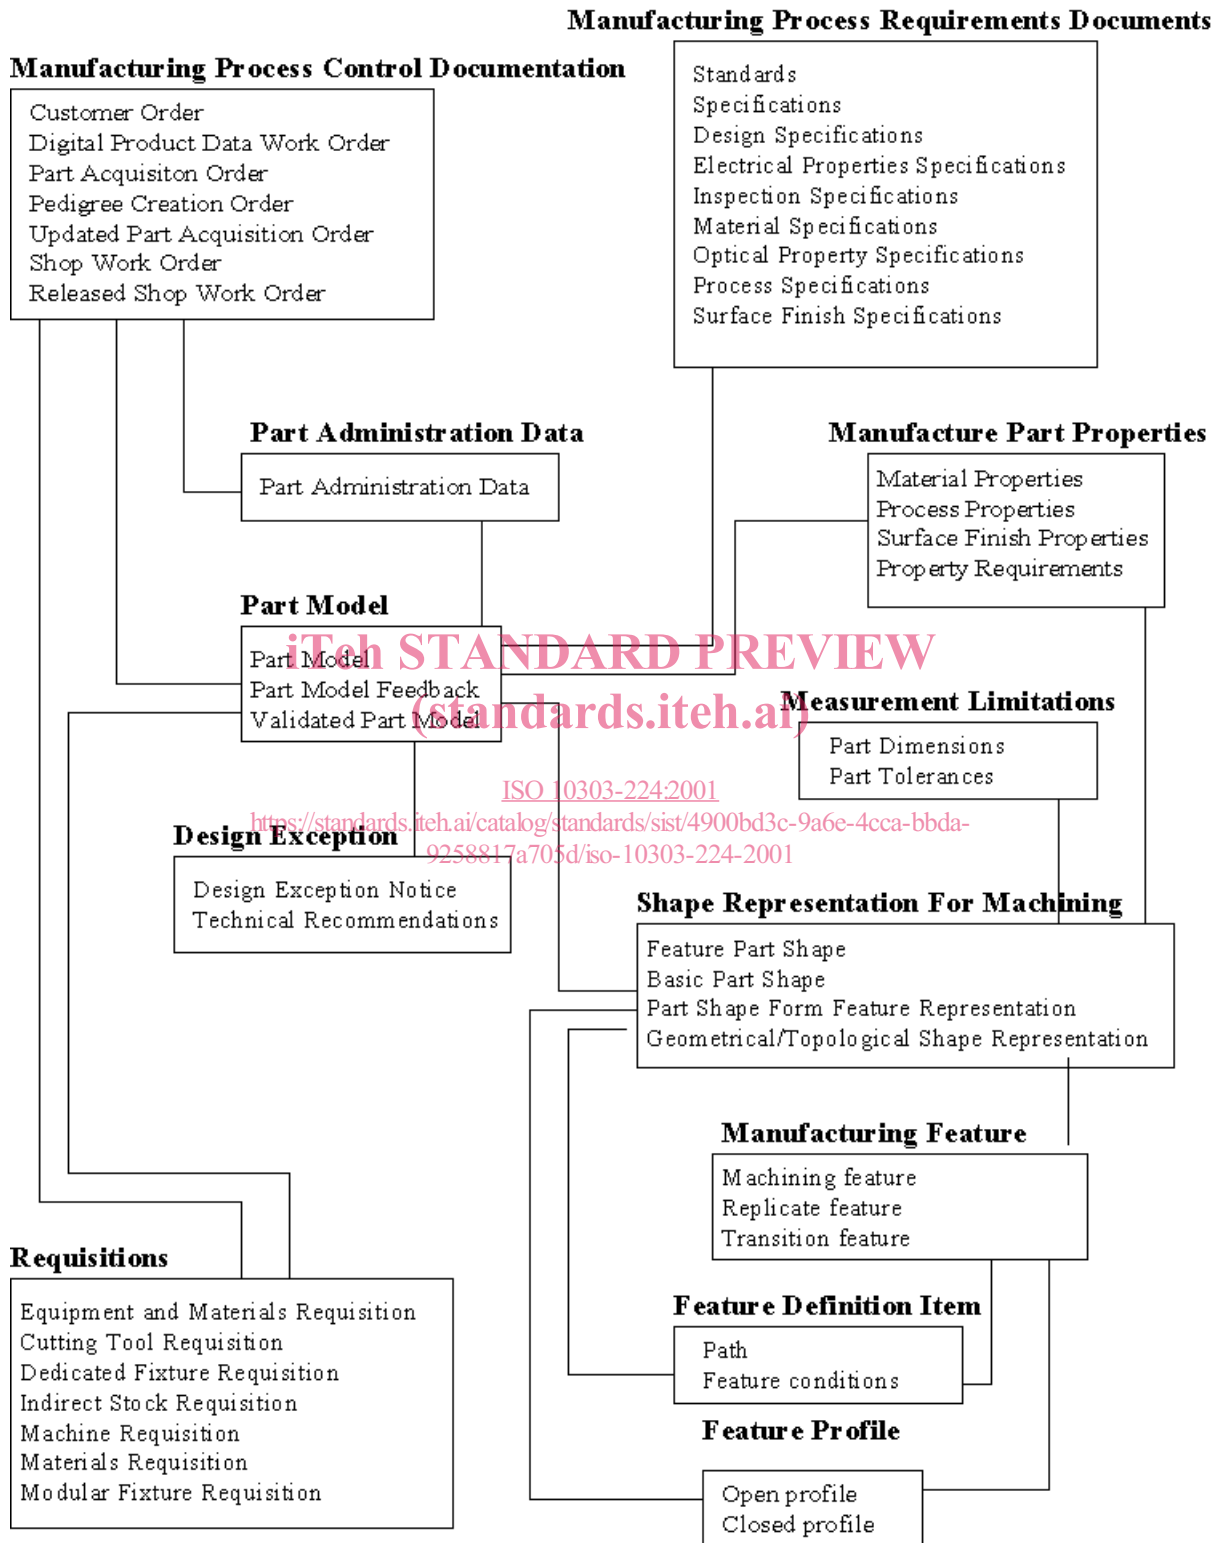 Manufacturing Process Requirements Documents
Standards
Specifications
Design Specifications
Electrical Properties Specifications
Inspection Specifications
Material Specifications
Optical Property Specifications
Process Specifications
Surface Finish Specifications
Manufacturing Process Control Documentation
Customer Order
Digital Product Data Work Order
Part Acquisiton Order
Pedigree Creation Order
Updated Part Acquisition Order
Shop Work Order
Released Shop Work Order
Part Administration Data
Part Administration Data
Manufacture Part Properties
Material Properties
Process Properties
Surface Finish Properties
Property Requirements
Part Model
Part Model
Part Model Feedback
Validated Part Model
iTeh STANDARD PREVIEW
(standards.iteh.ai)
Measurement Limitations
Part Dimensions
Part Tolerances
ISO 10303-224:2001
https://standards.iteh.ai/catalog/standards/sist/4900bd3c-9a6e-4cca-bbda-
9258817a705d/iso-10303-224-2001
Design Exception
Design Exception Notice
Technical Recommendations
Shape Representation For Machining
Feature Part Shape
Basic Part Shape
Part Shape Form Feature Representation
Geometrical/Topological Shape Representation
Manufacturing Feature
Machining feature
Replicate feature
Transition feature
Requisitions
Equipment and Materials Requisition
Cutting Tool Requisition
Dedicated Fixture Requisition
Indirect Stock Requisition
Machine Requisition
Materials Requisition
Modular Fixture Requisition
Feature Definition Item
Path
Feature conditions
Feature Profile
Open profile
Closed profile